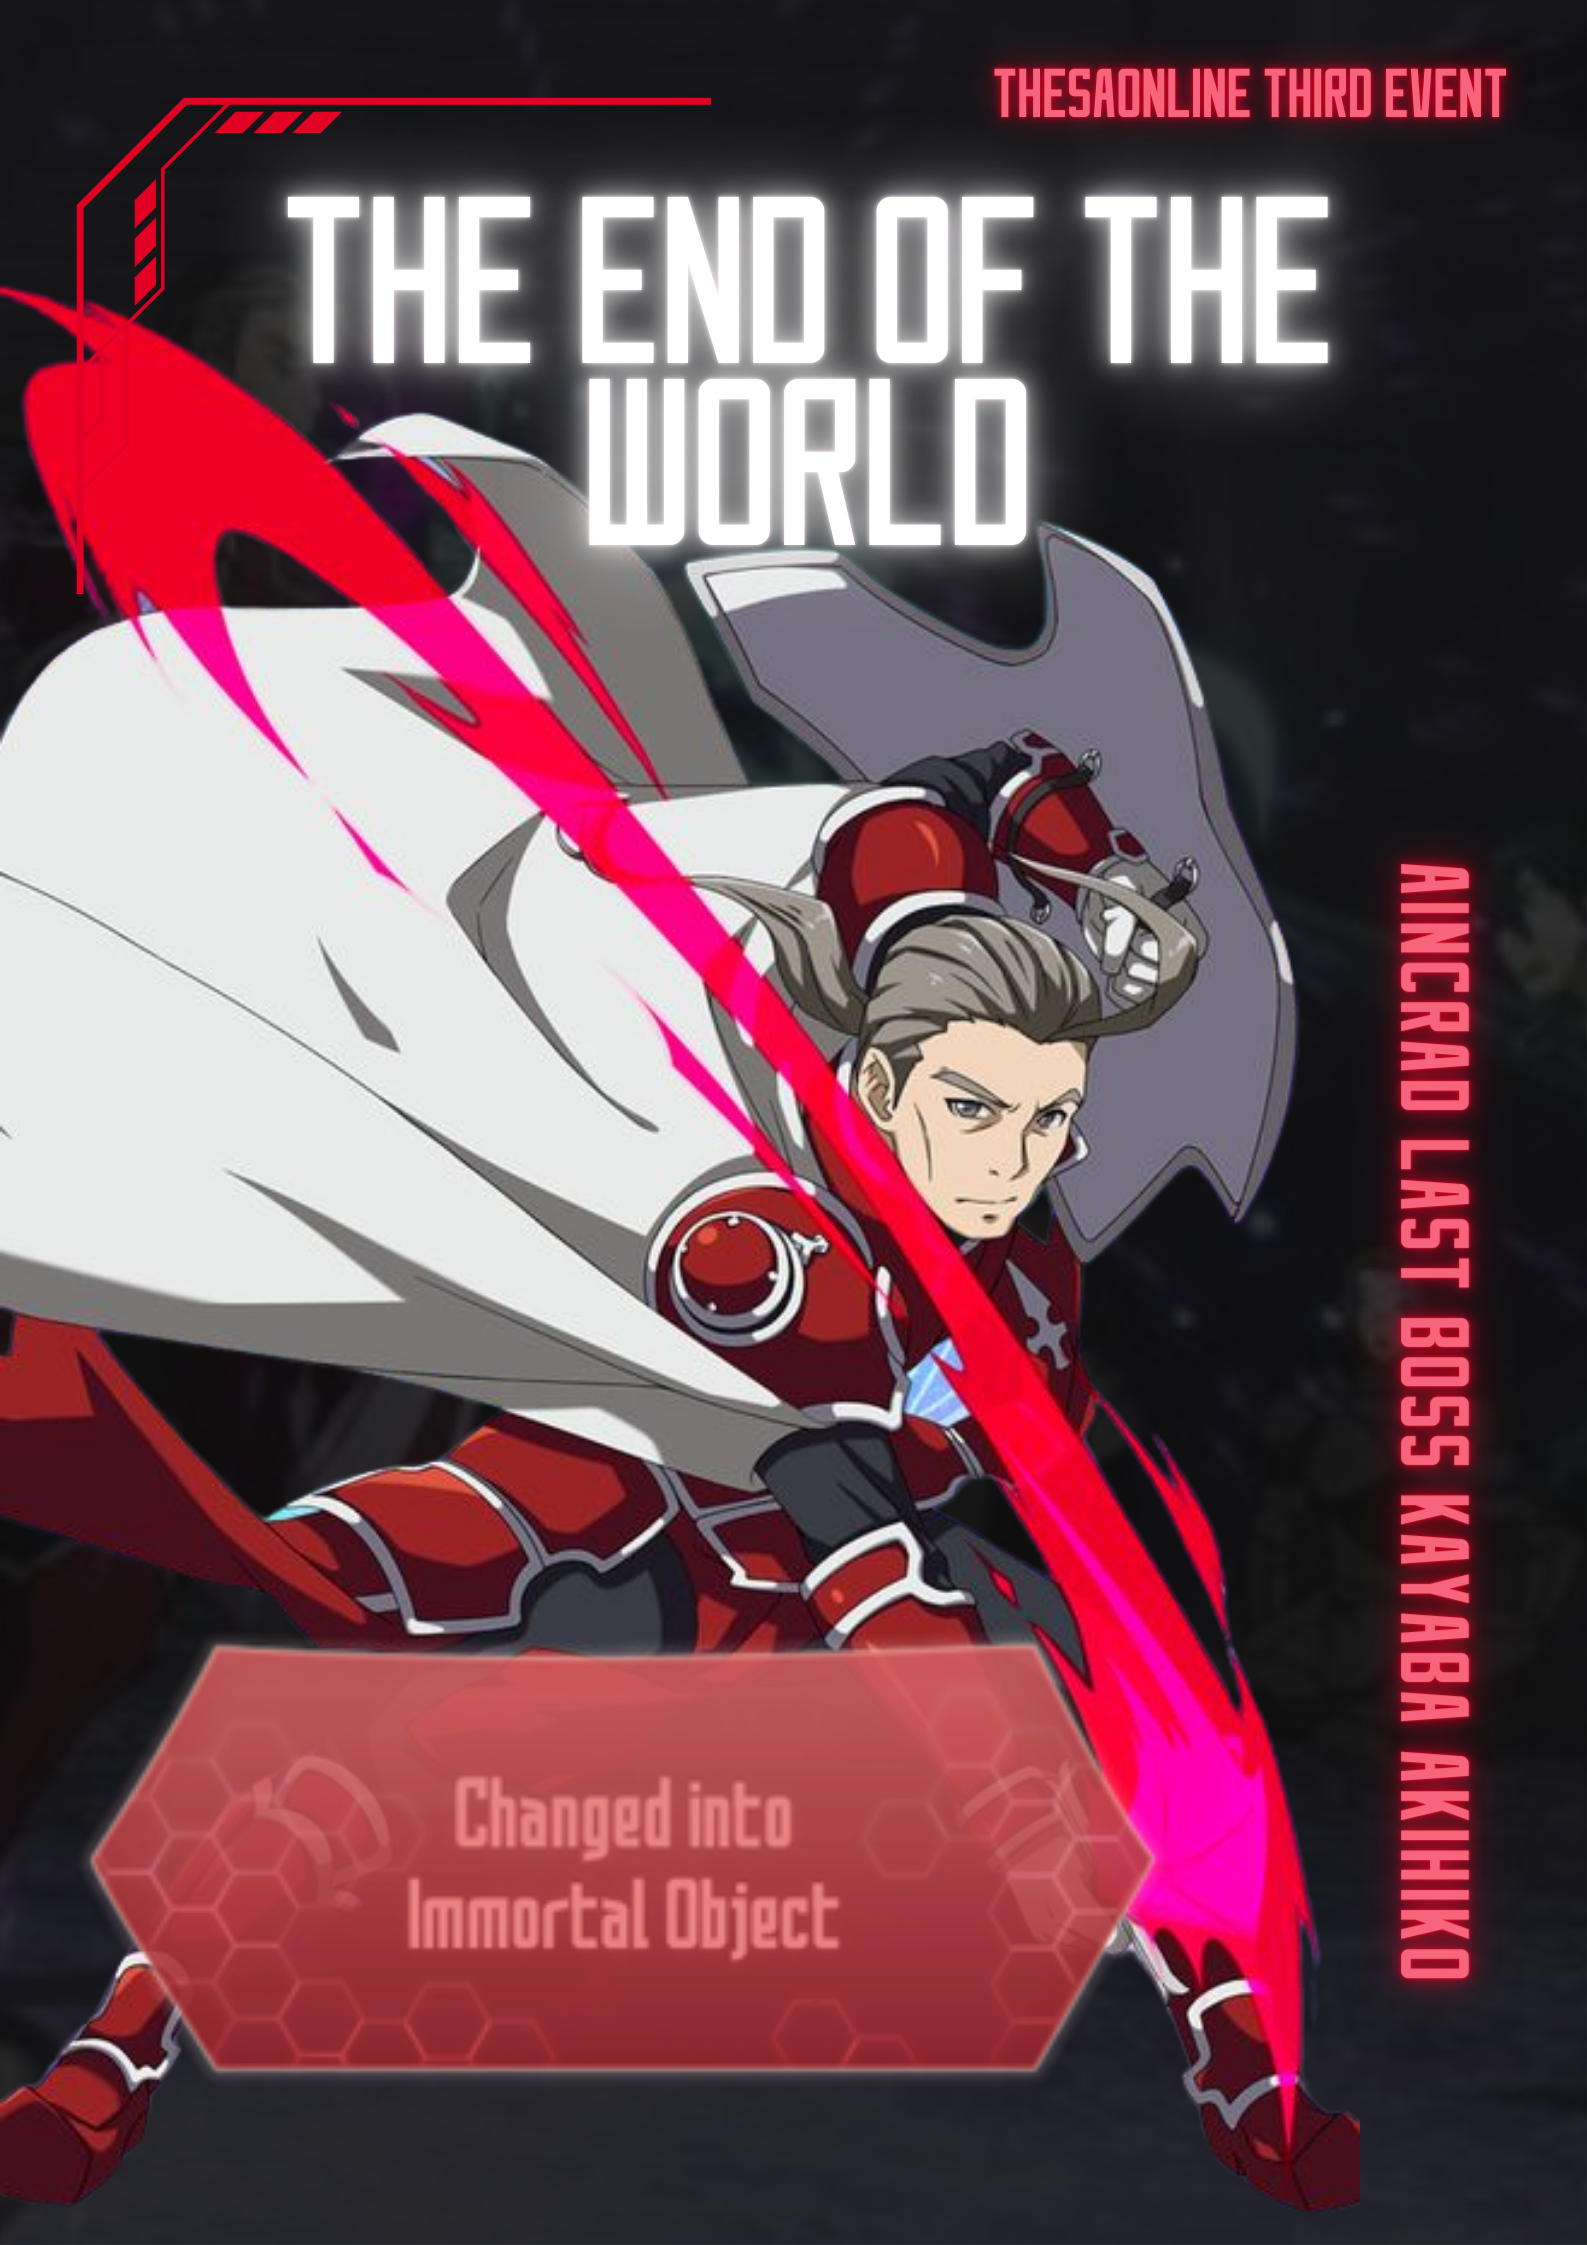 THESAONLINE THIRD EVENT
THE END OF THE
WORLD
AINCRAD LAST BOSS KAYABA AKIHIKO
Changed into
Immortal Object